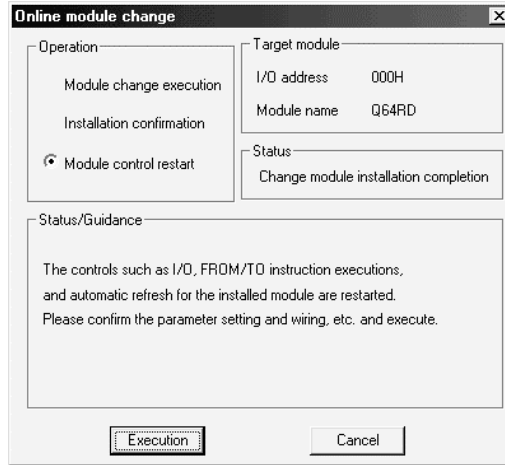 Online module change
Operation
Module change execution
Installation confirmation
Module control restart
Target module
I/O address 000H
Module name Q64RD
Status
Change module installation completion
Status/Guidance
The controls such as I/O, FROM/TO instruction executions,
and automatic refresh for the installed module are restarted.
Please confirm the parameter setting and wiring, etc. and execute.
Execution Cancel